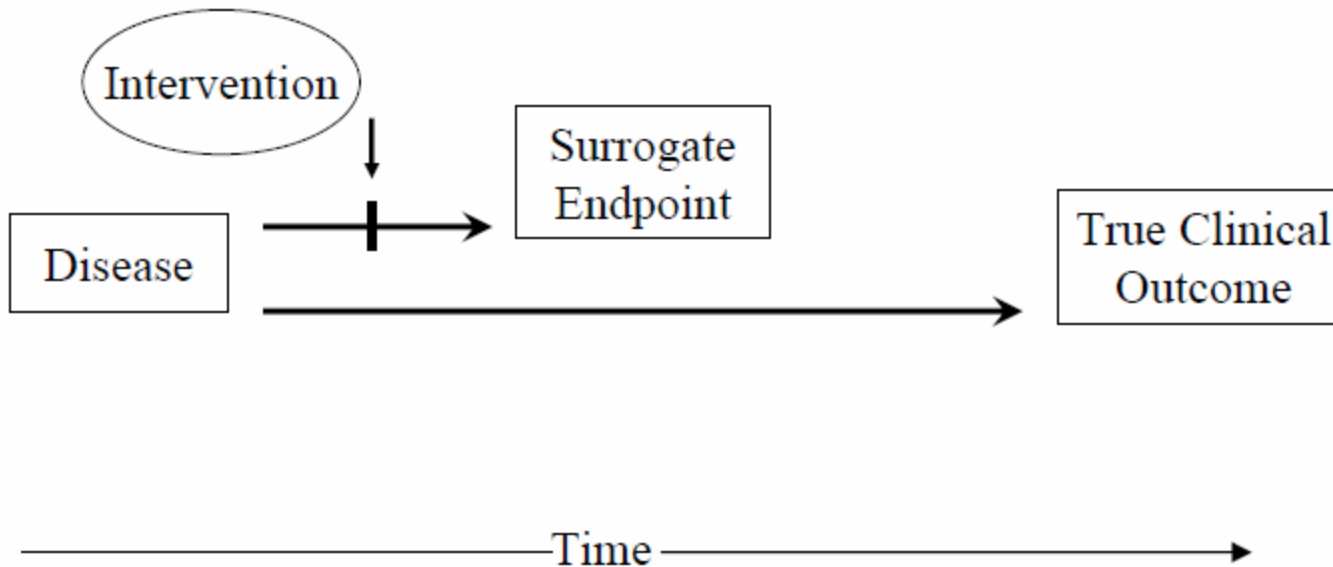 Intervention
Surrogate
Endpoint
Disease
True Clinical
Outcome
Time